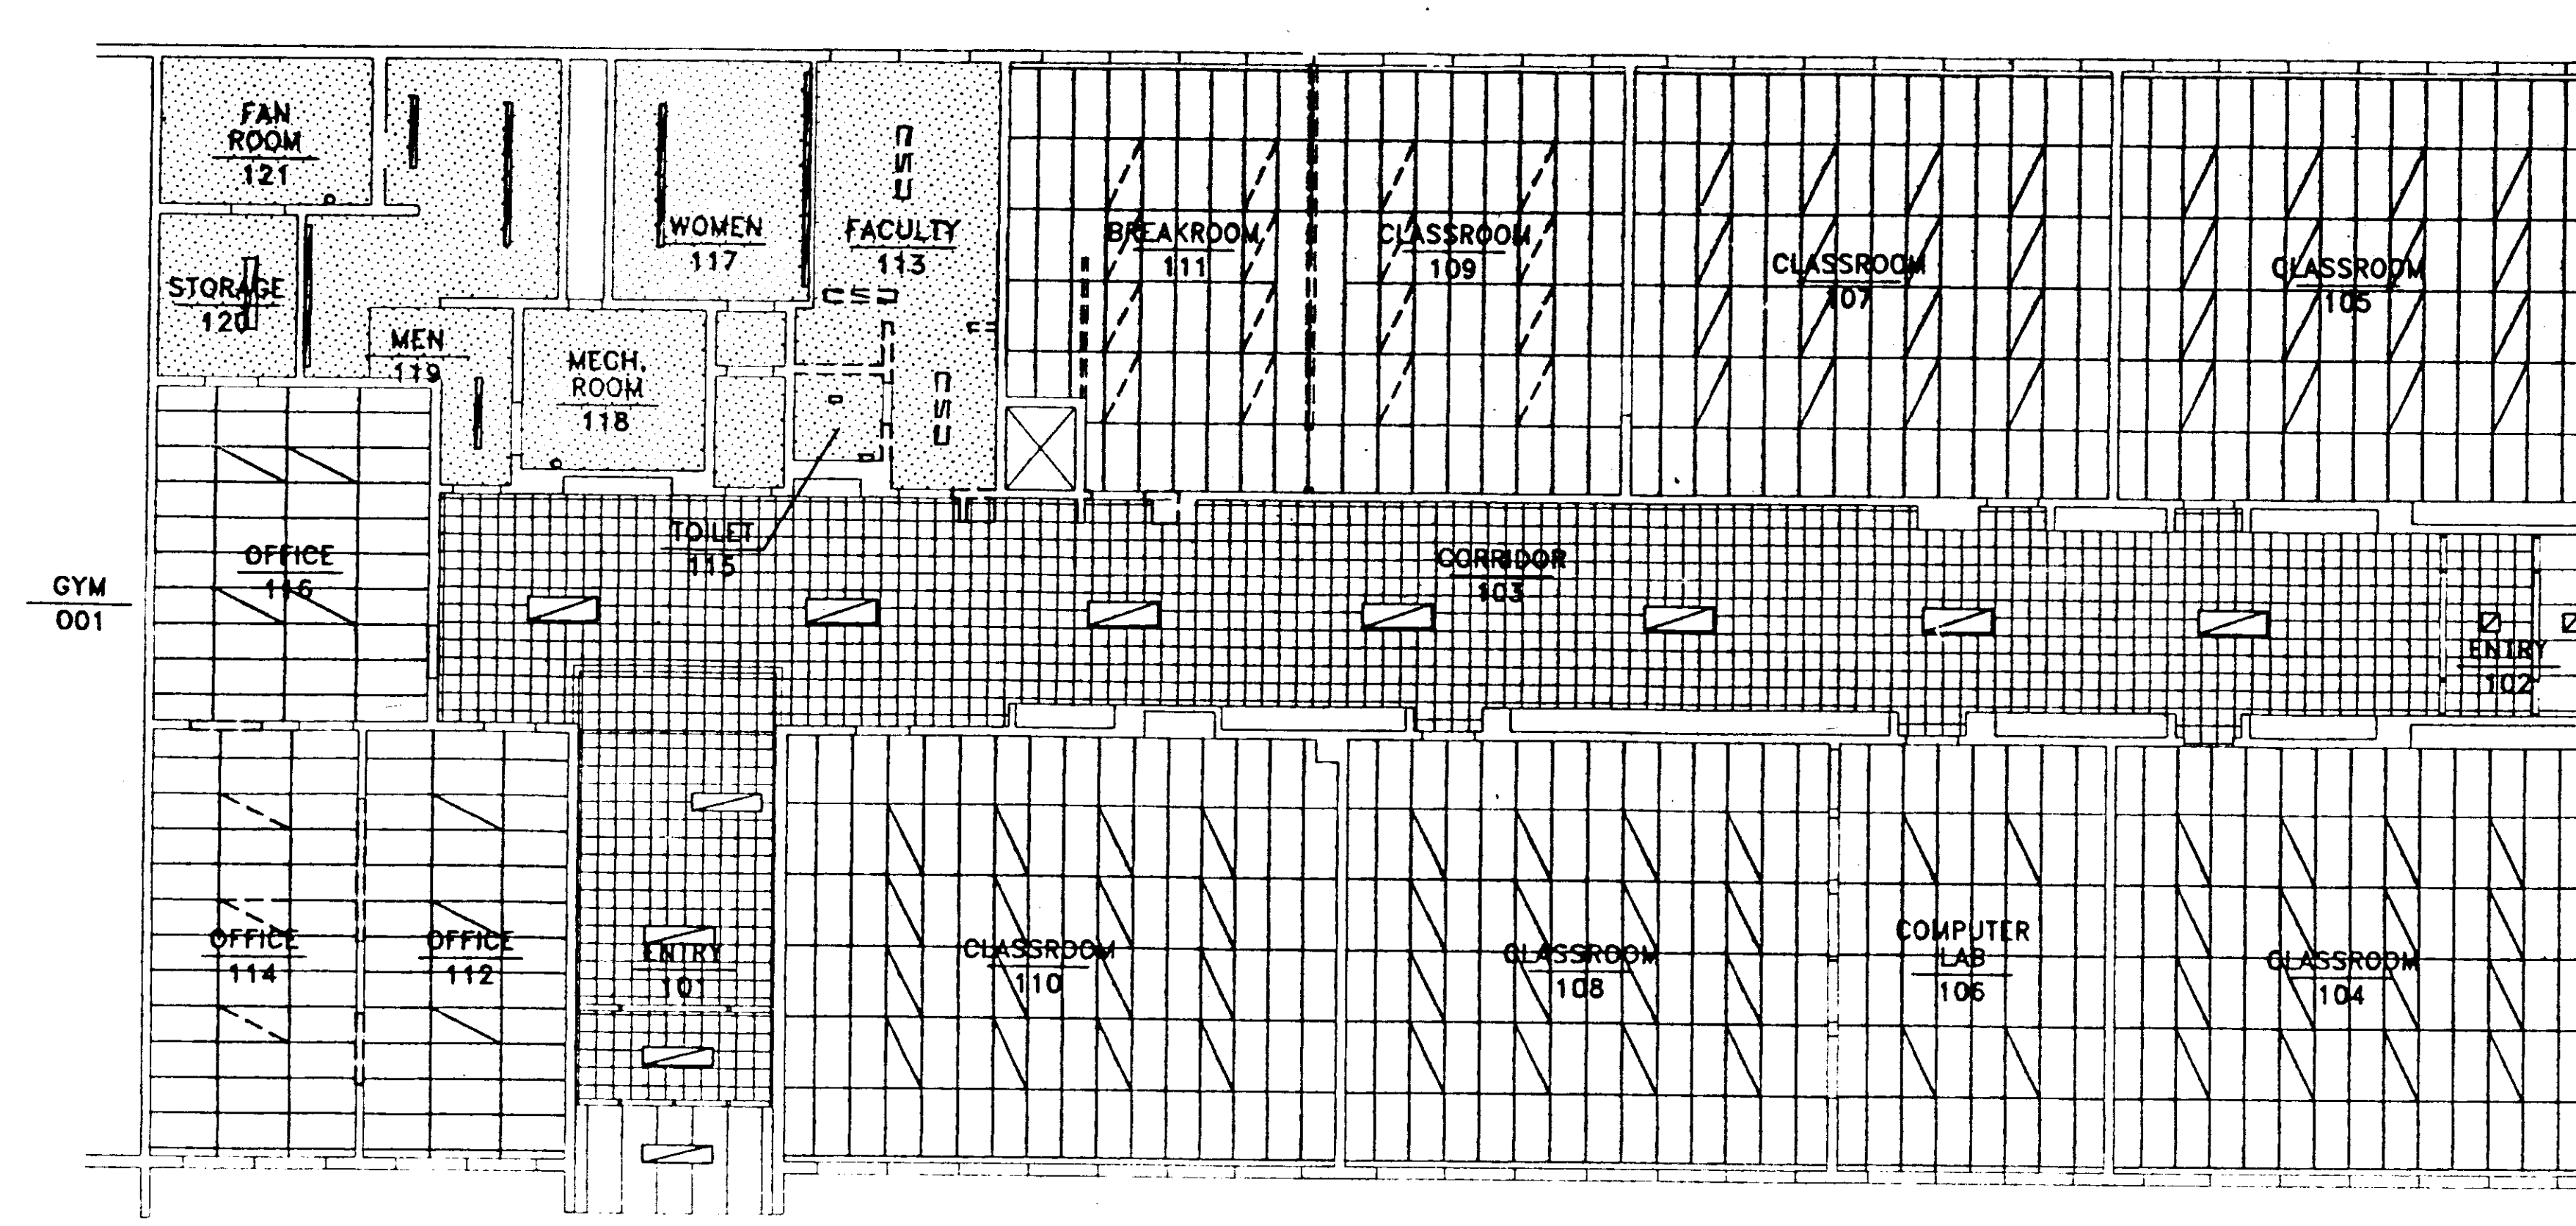 FAN
ROOM
121
WOMEN
117
FACULTY
113
BREAKROOM
111
CLASSROOM
109
CLASSROOM
107
CLASSROOM
105
STORAGE
120
MEN
119
MECH.
ROOM
118
TOILET
115
OFFICE
116
GYM
001
CORRIDOR
103
ENTRY
102
OFFICE
114
OFFICE
112
ENTRY
101
CLASSROOM
110
CLASSROOM
108
COMPUTER
LAB
106
CLASSROOM
104